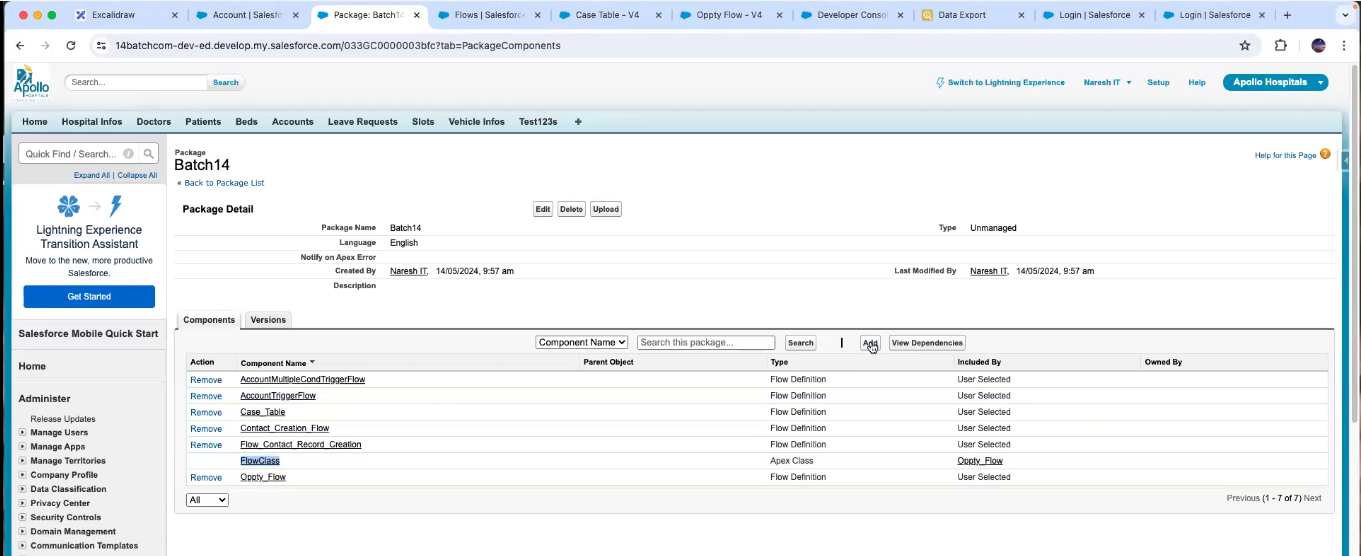 Excalidraw
Account | Salesfo
Package: Batch14
Flows | Salesforc
Case Table - V4
Oppty Flow - V4
Developer Conso
Data Export
Login | Salesforce
Login | Salesforce
14batchcom-dev-ed.develop.my.salesforce.com/033GC0000003bfc?tab=PackageComponents
Apollo
HOSPITALS
Search...
Search
Switch to Lightning Experience
Naresh IT
Setup
Help
Apollo Hospitals
Home Hospital Infos Doctors Patients Beds Accounts Leave Requests Slots Vehicle Infos Test123s +
Quick Find / Search...
Expand All | Collapse All
Lightning Experience
Transition Assistant
Move to the new, more productive
Salesforce.
Get Started
Salesforce Mobile Quick Start
Home
Administer
Release Updates
Manage Users
Manage Apps
Manage Territories
Company Profile
Data Classification
Privacy Center
Security Controls
Domain Management
Communication Templates
Package
Batch14
« Back to Package List
Help for this Page
Package Detail
Edit Delete Upload
Package Name Batch14
Type Unmanaged
Language English
Notify on Apex Error
Created By Naresh IT, 14/05/2024, 9:57 am
Last Modified By Naresh IT, 14/05/2024, 9:57 am
Description
Components Versions
Component Name Search this package... Search | Add View Dependencies
Action Component Name Parent Object Type Included By Owned By
Remove AccountMultipleCondTriggerFlow Flow Definition User Selected
Remove AccountTriggerFlow Flow Definition User Selected
Remove Case_Table Flow Definition User Selected
Remove Contact_Creation_Flow Flow Definition User Selected
Remove Flow_Contact_Record_Creation Flow Definition User Selected
FlowClass Apex Class Oppty_Flow
Remove Oppty_Flow Flow Definition User Selected
All
Previous (1 - 7 of 7) Next